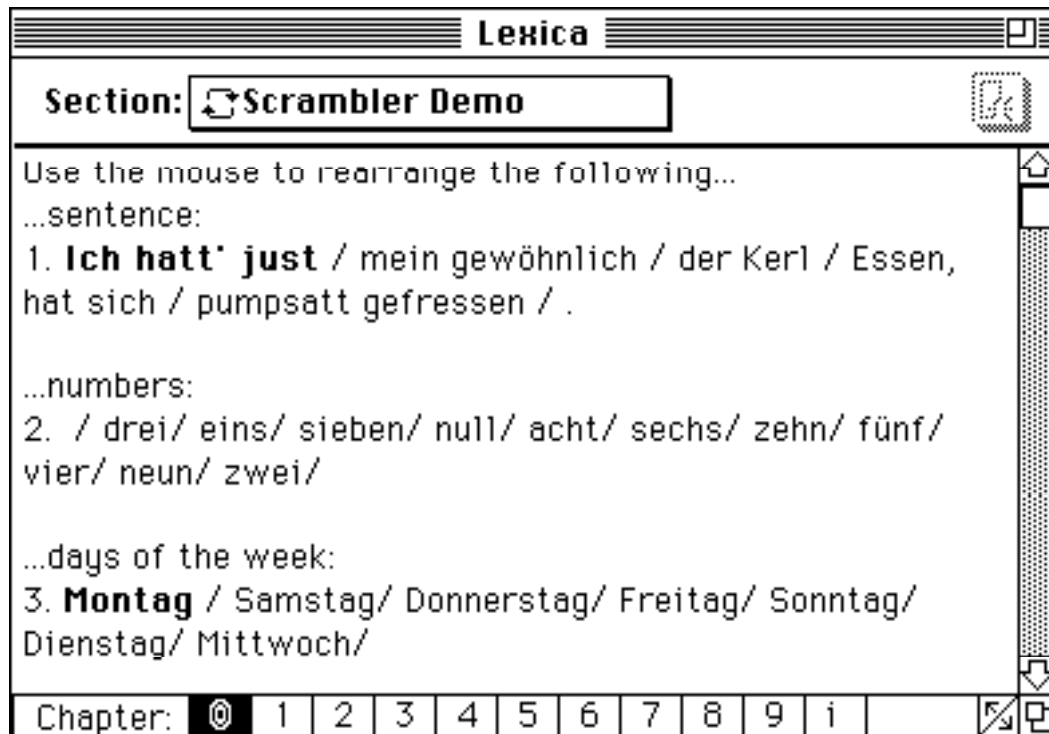 Lexica
Section: Scrambler Demo
Use the mouse to rearrange the following...
...sentence:
1. Ich hatt' just / mein gewöhnlich / der Kerl / Essen,
hat sich / pumpsatt gefressen / .
...numbers:
2. / drei/ eins/ sieben/ null/ acht/ sechs/ zehn/ fünf/
vier/ neun/ zwei/
...days of the week:
3. Montag / Samstag/ Donnerstag/ Freitag/ Sonntag/
Dienstag/ Mittwoch/
Chapter: 0 1 2 3 4 5 6 7 8 9 i